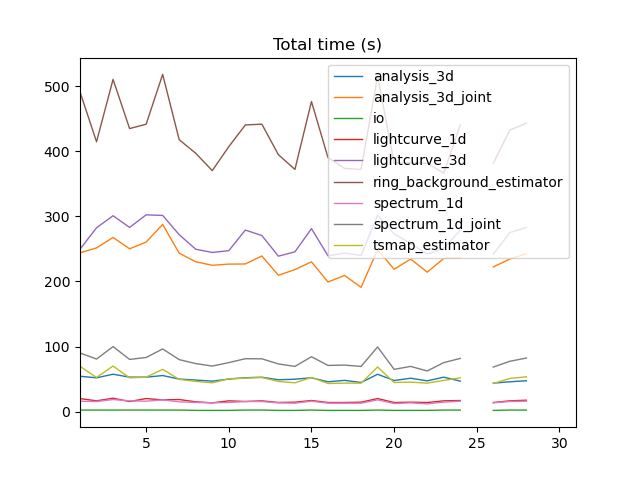 Total time (s)
500
400
300
200
100
0
analysis_3d
analysis_3d_joint
io
lightcurve_1d
lightcurve_3d
ring_background_estimator
spectrum_1d
spectrum_1d_joint
tsmap_estimator
5
10
15
20
25
30